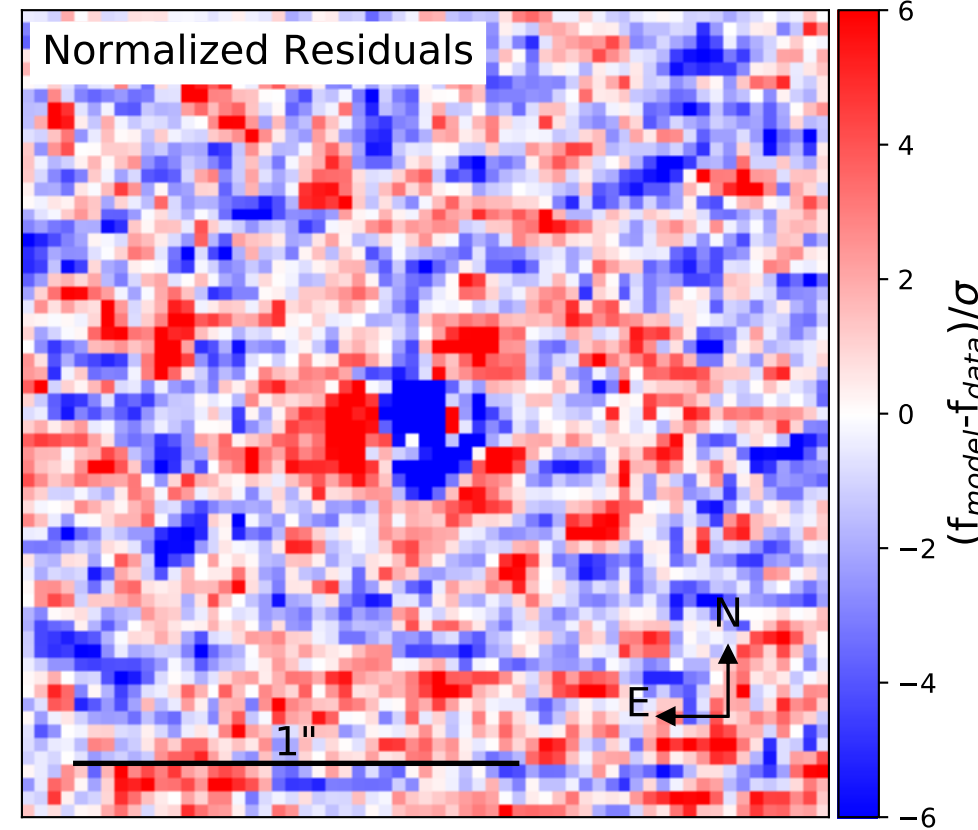 Normalized Residuals
6
4
2
0
−2
−4
−6
(f_model-f_data)/σ
N
E
1"